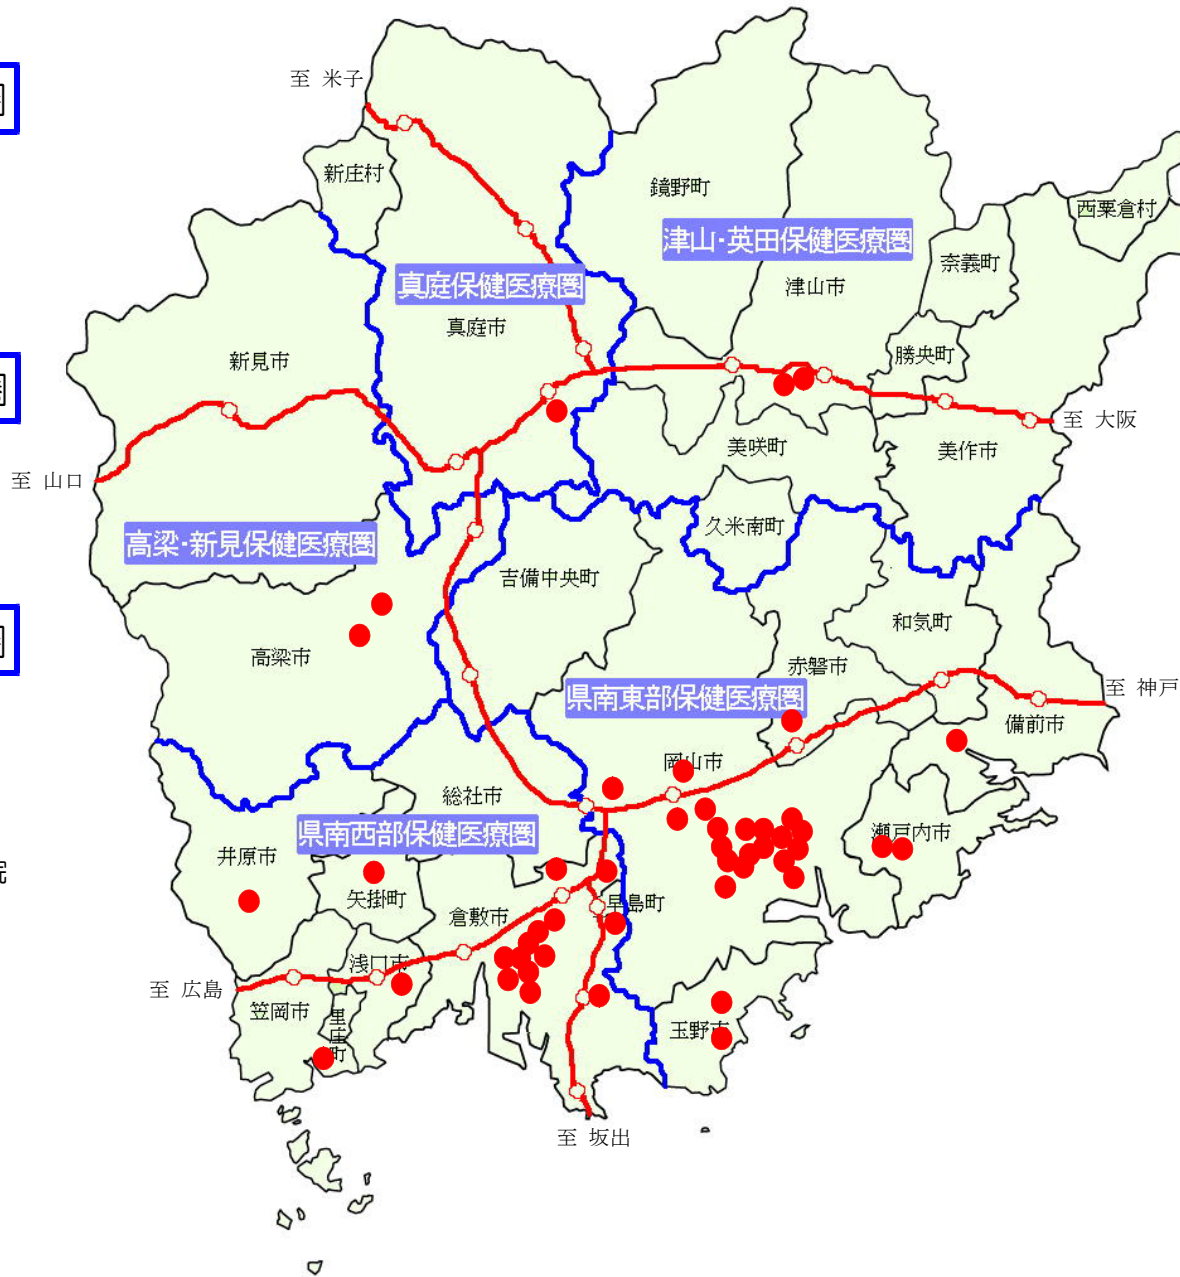 至 米子
新庄村
鏡野町
西粟倉村
津山・英田保健医療圏
奈義町
真庭保健医療圏
津山市
真庭市
勝央町
新見市
至 大阪
美咲町
美作市
至 山口
久米南町
高梁・新見保健医療圏
吉備中央町
和気町
高梁市
赤磐市
至 神戸
県南東部保健医療圏
備前市
岡山市
総社市
県南西部保健医療圏
瀬戸内市
井原市
院
矢掛町
早島町
倉敷市
浅口市
至 広島
笠岡市
里庄町
玉野市
至 坂出